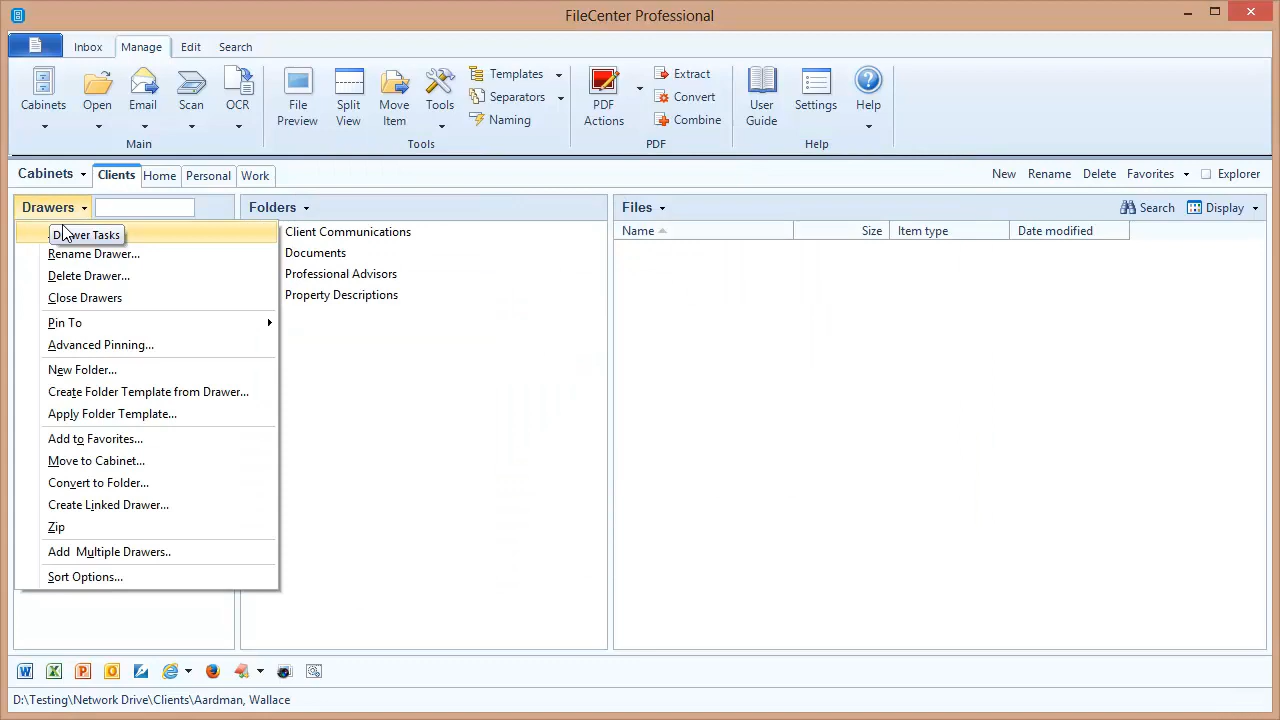 FileCenter Professional
Inbox Manage Edit Search
Cabinets Open Email Scan OCR
Main
File Preview Split View Move Item Tools
Templates
Separators
Naming
Tools
PDF Actions
Extract
Convert
Combine
PDF
User Guide Settings Help
Help
Cabinets Clients Home Personal Work New Rename Delete Favorites Explorer
Drawers Folders Files Search Display
Drawer Tasks
Rename Drawer...
Delete Drawer...
Close Drawers
Pin To
Advanced Pinning...
New Folder...
Create Folder Template from Drawer...
Apply Folder Template...
Add to Favorites...
Move to Cabinet...
Convert to Folder...
Create Linked Drawer...
Zip
Add Multiple Drawers..
Sort Options...
Client Communications
Documents
Professional Advisors
Property Descriptions
Name Size Item type Date modified
D:\Testing\Network Drive\Clients\Aardman, Wallace